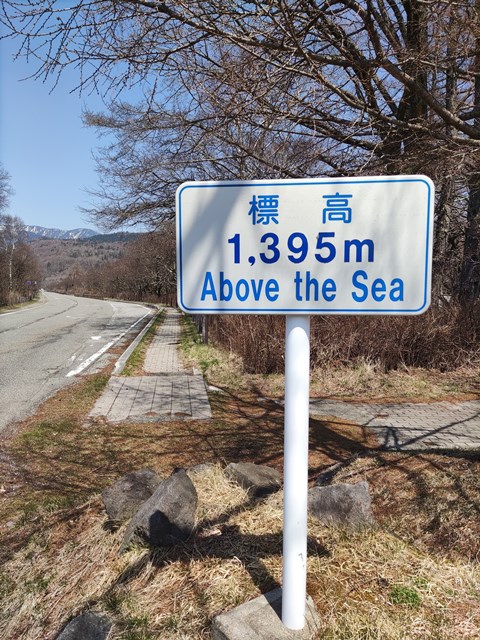 標 高
1,395m
Above the Sea